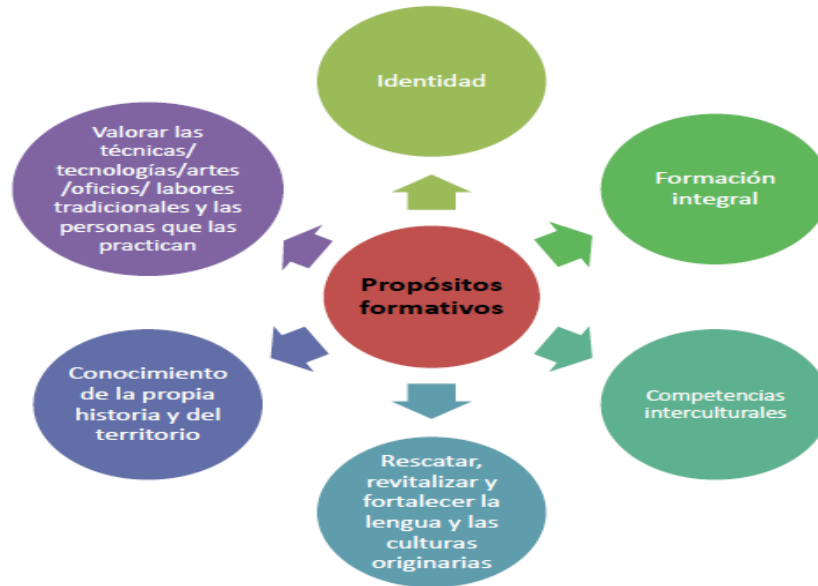 Identidad
Valorar las
técnicas/
tecnologías/artes
/oficios/ labores
tradicionales y las
personas que las
practican
Formación
integral
Propósitos
formativos
Conocimiento
de la propia
historia y del
territorio
Competencias
interculturales
Rescatar,
revitalizar y
fortalecer la
lengua y las
culturas
originarias